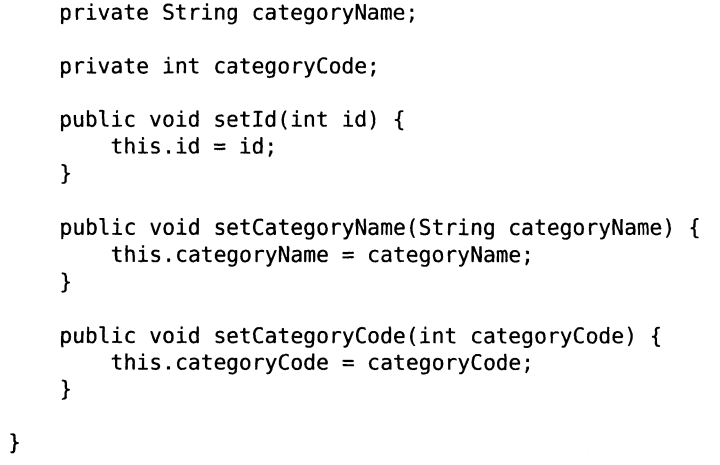 private String categoryName;
private int categoryCode;
public void setId(int id) {
this.id = id;
}
public void setCategoryName(String categoryName) {
this.categoryName = categoryName;
}
public void setCategoryCode(int categoryCode) {
this.categoryCode = categoryCode;
}
}